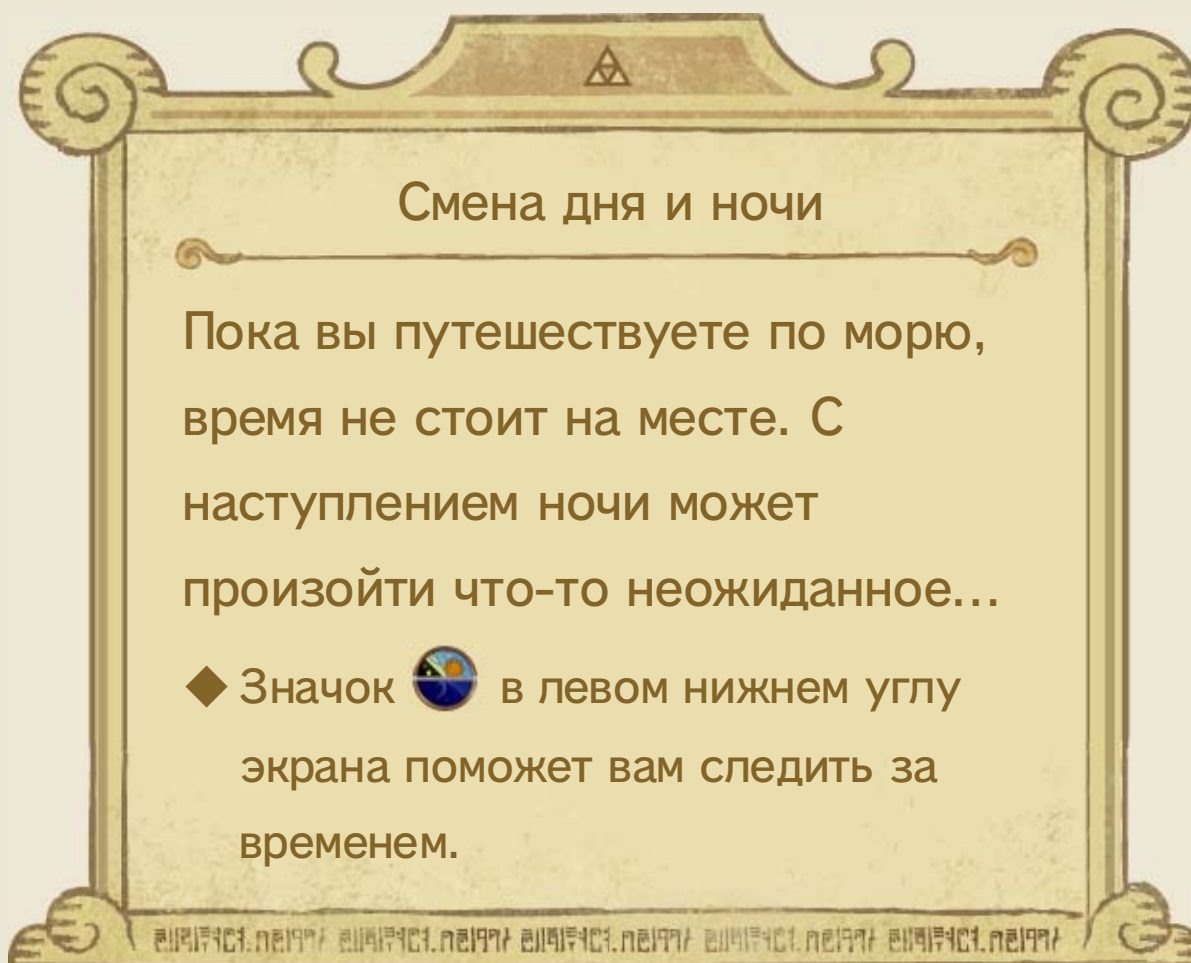 Смена дня и ночи
Пока вы путешествуете по морю,
время не стоит на месте. С
наступлением ночи может
произойти что-то неожиданное...
◆ Значок в левом нижнем углу
экрана поможет вам следить за
временем.